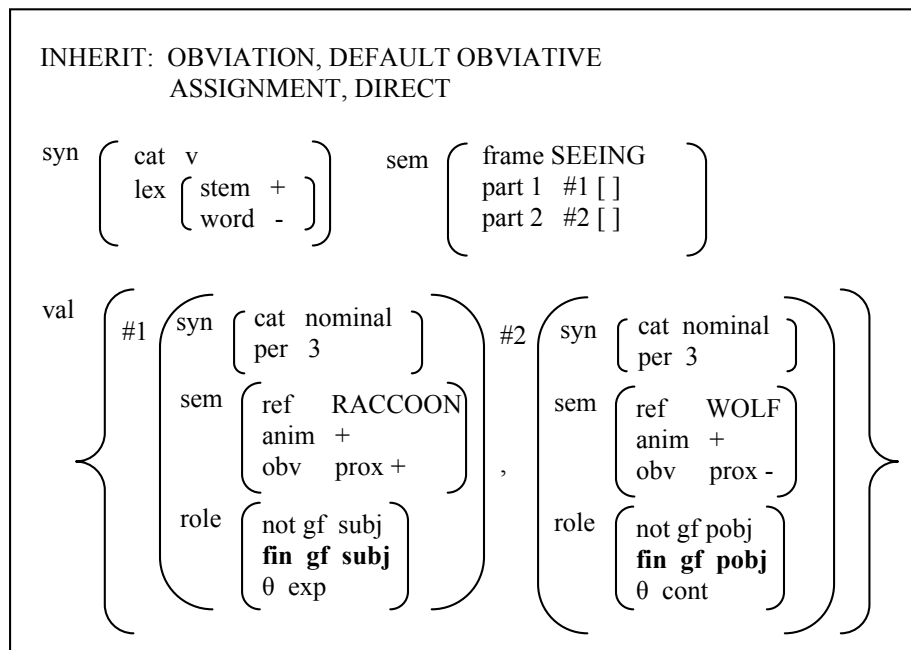 INHERIT: OBVIATION, DEFAULT OBVIATIVE
ASSIGNMENT, DIRECT
syn cat v
lex stem +
word -
sem frame SEEING
part 1 #1 [ ]
part 2 #2 [ ]
val #1 syn cat nominal
per 3
sem ref RACCOON
anim +
obv prox +
role not gf subj
fin gf subj
θ exp
,
#2 syn cat nominal
per 3
sem ref WOLF
anim +
obv prox -
role not gf pobj
fin gf pobj
θ cont